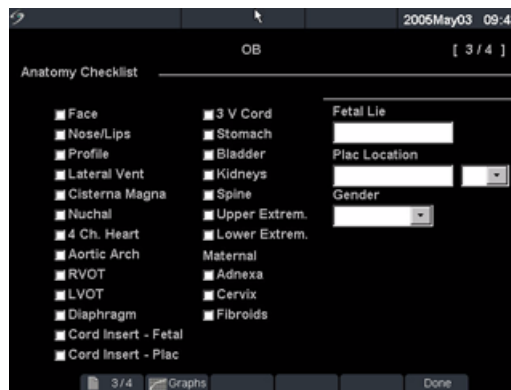 2005May03 09:4
OB
[ 3 / 4 ]
Anatomy Checklist
Face
Nose/Lips
Profile
Lateral Vent
Cisterna Magna
Nuchal
4 Ch. Heart
Aortic Arch
RVOT
LVOT
Diaphragm
Cord Insert - Fetal
Cord Insert - Plac
3 V Cord
Stomach
Bladder
Kidneys
Spine
Upper Extrem.
Lower Extrem.
Maternal
Adnexa
Cervix
Fibroids
Fetal Lie
Plac Location
Gender
3/4
Graphs
Done